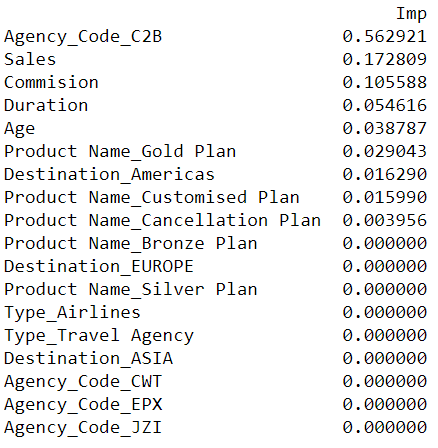 Imp
Agency_Code_C2B 0.562921
Sales 0.172809
Commision 0.105588
Duration 0.054616
Age 0.038787
Product Name_Gold Plan 0.029043
Destination_Americas 0.016290
Product Name_Customised Plan 0.015990
Product Name_Cancellation Plan 0.003956
Product Name_Bronze Plan 0.000000
Destination_EUROPE 0.000000
Product Name_Silver Plan 0.000000
Type_Airlines 0.000000
Type_Travel Agency 0.000000
Destination_ASIA 0.000000
Agency_Code_CWT 0.000000
Agency_Code_EPX 0.000000
Agency_Code_JZI 0.000000